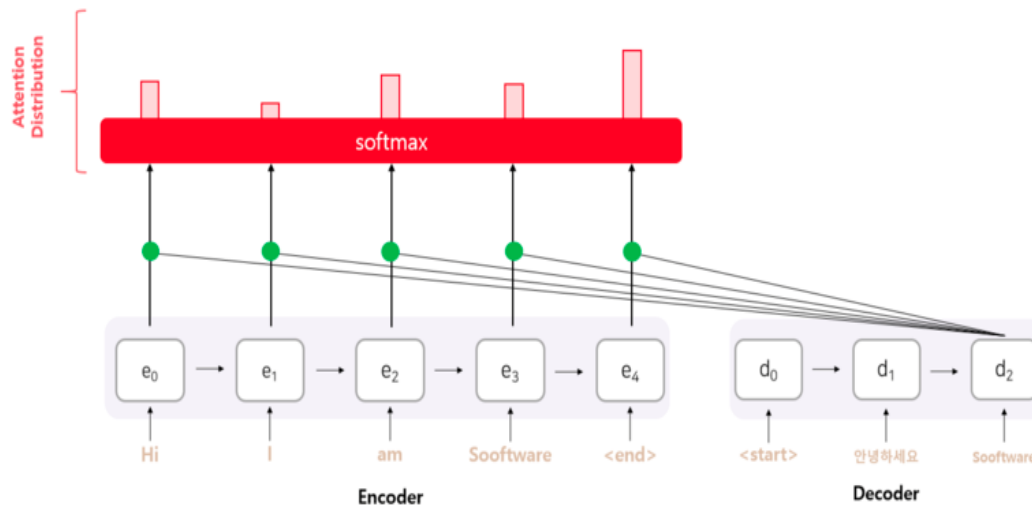 Attention
Distribution
softmax
e0 e1 e2 e3 e4 d0 d1 d2
Hi I am Sooftware <end> <start> 안녕하세요 Sooftware
Encoder Decoder